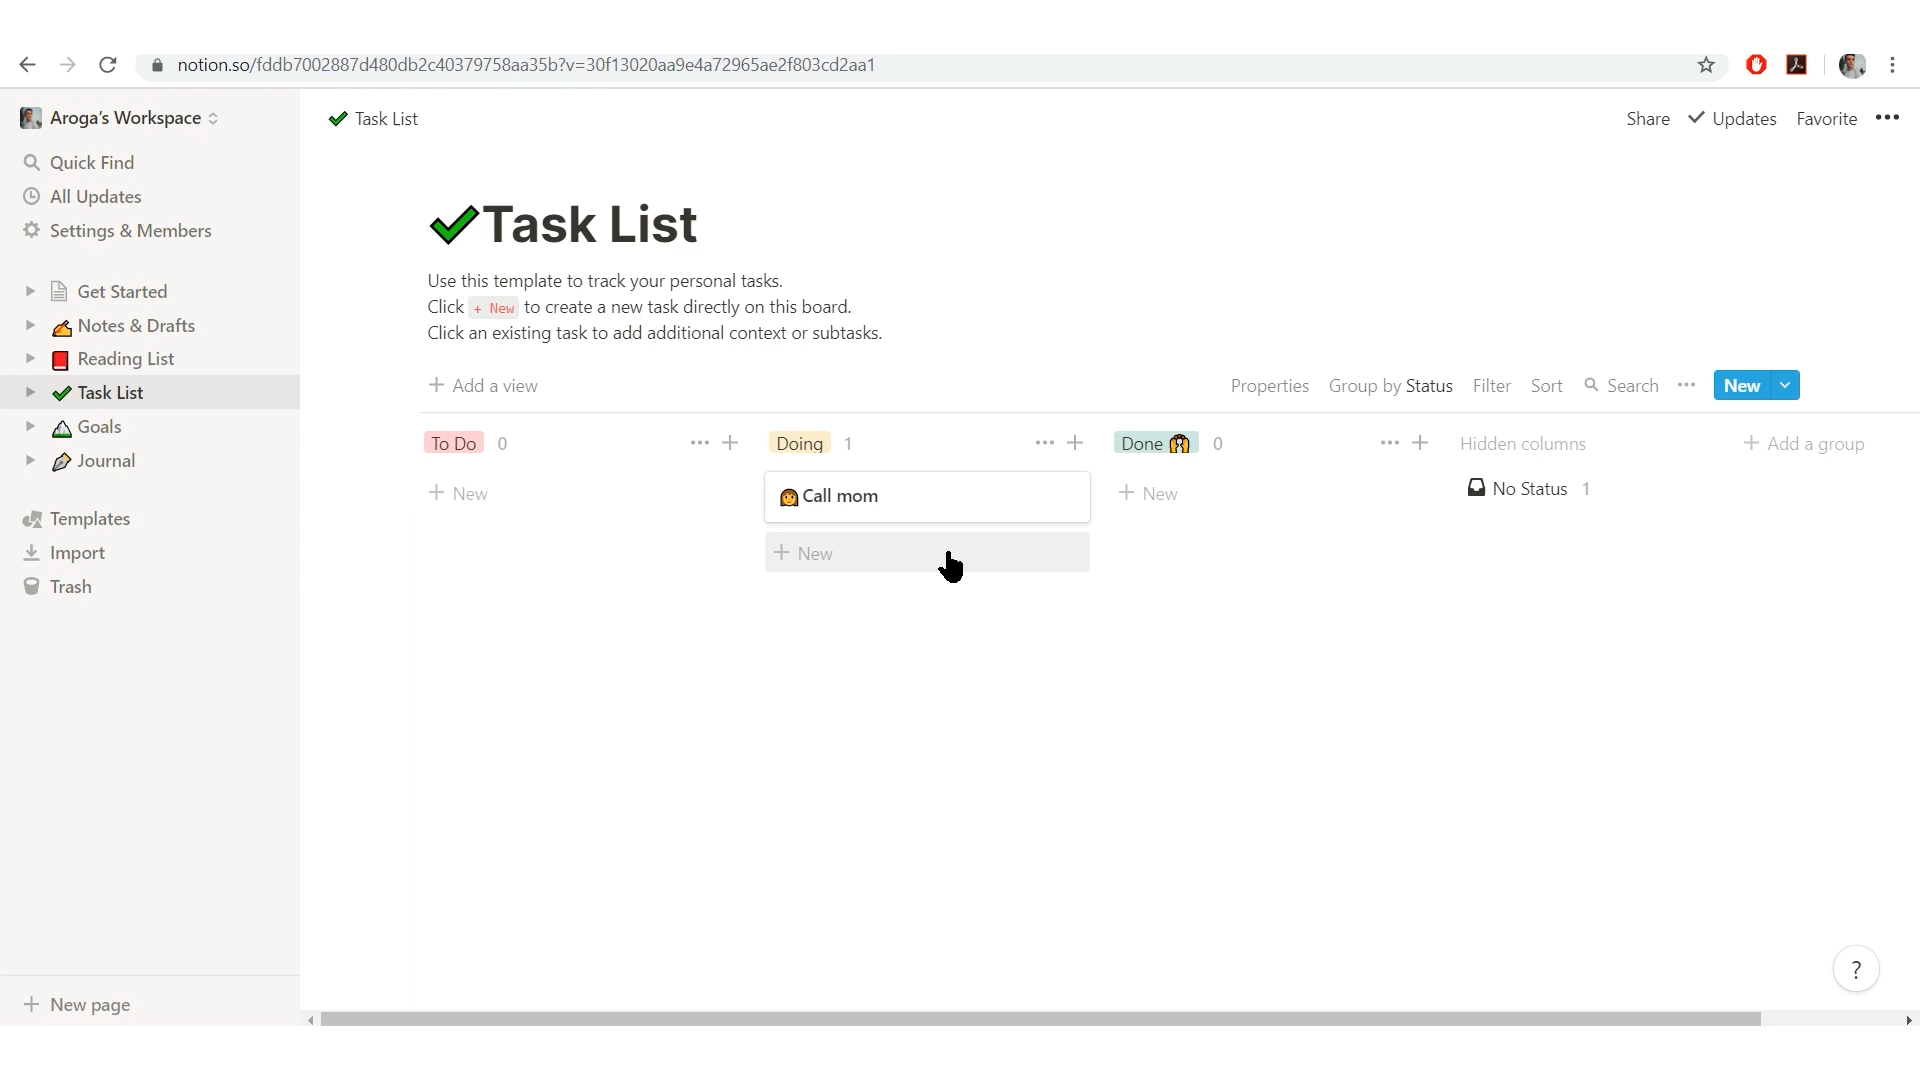 notion.so/fddb7002887d480db2c40379758aa35b?v=30f13020aa9e4a72965ae2f803cd2aa1
Aroga's Workspace
Quick Find
All Updates
Settings & Members
Get Started
Notes & Drafts
Reading List
Task List
Goals
Journal
Templates
Import
Trash
New page
Task List
Share
Updates
Favorite
Task List
Use this template to track your personal tasks.
Click + New to create a new task directly on this board.
Click an existing task to add additional context or subtasks.
Add a view
Properties
Group by Status
Filter
Sort
Search
New
To Do 0
New
Doing 1
Call mom
New
Done 0
New
Hidden columns
No Status 1
Add a group
?